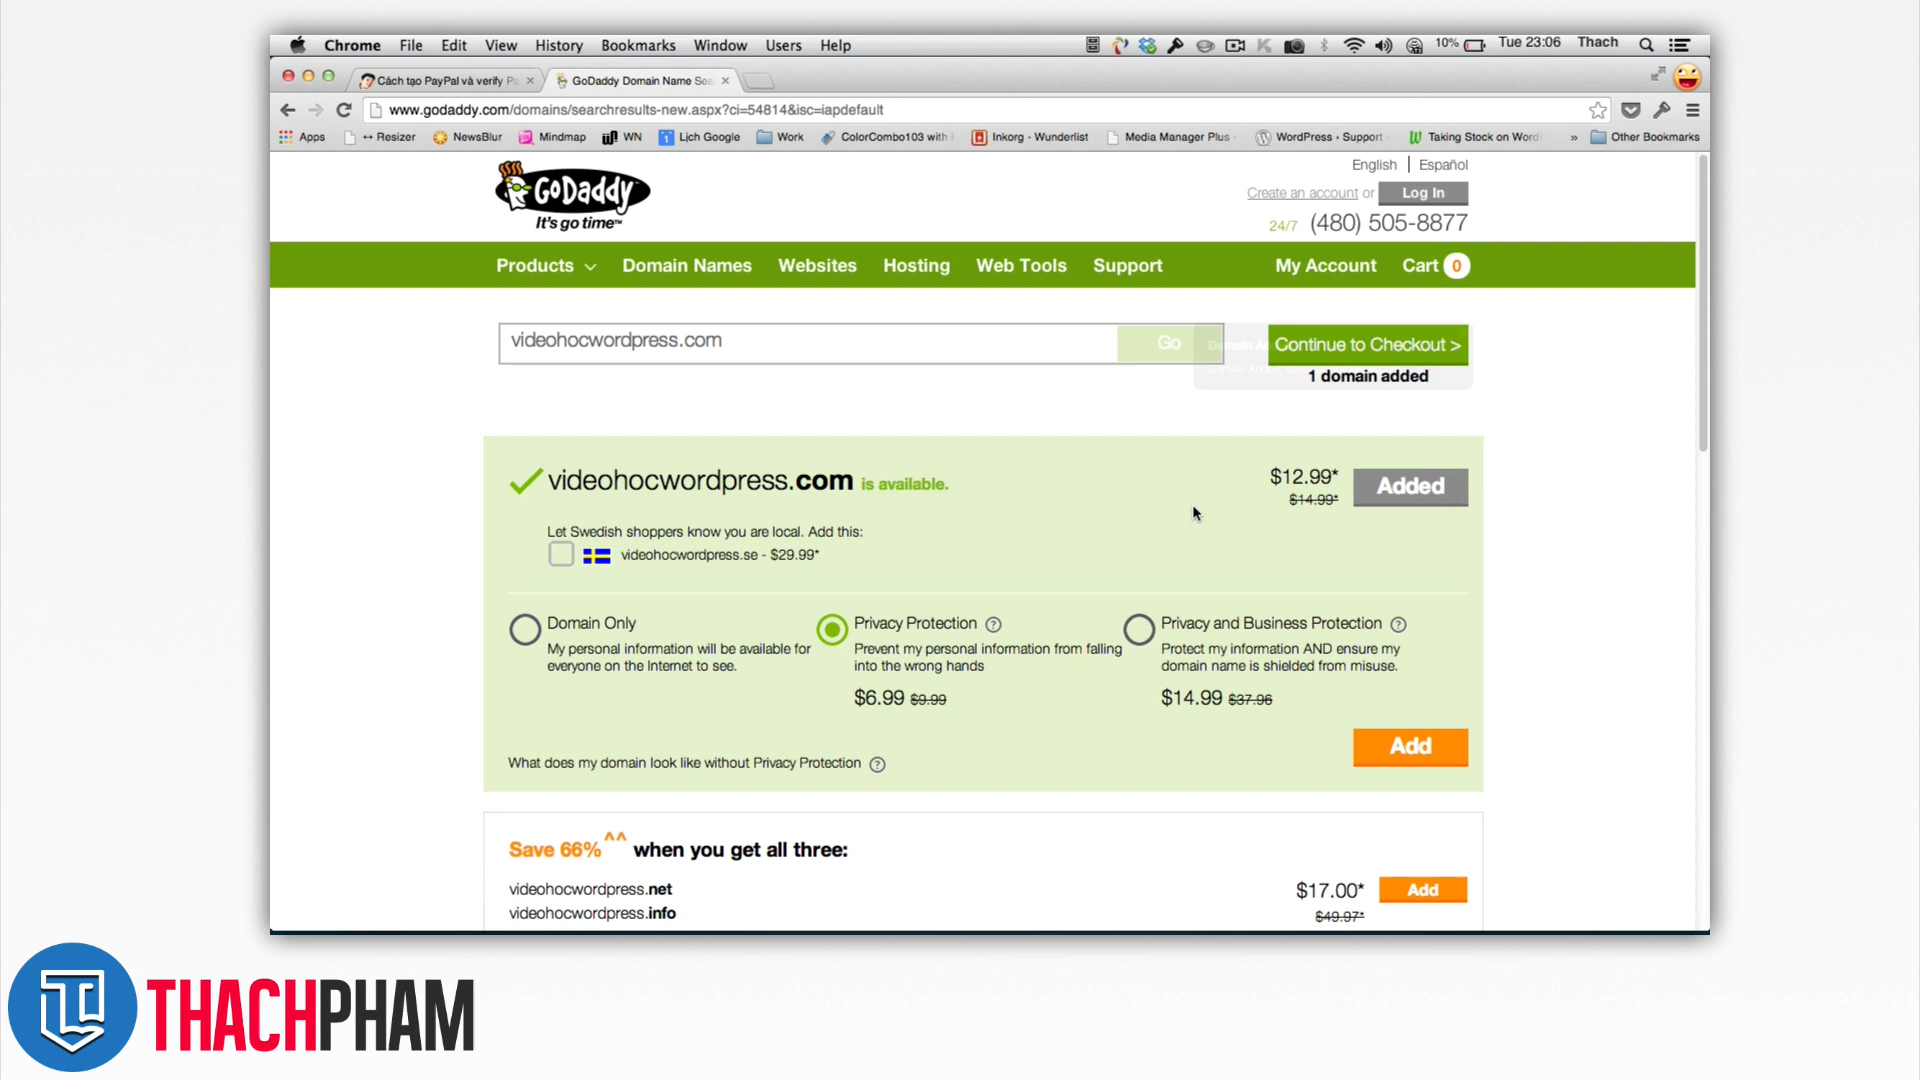 Chrome File Edit View History Bookmarks Window Users Help 10% Tue 23:06 Thach
Cách tạo PayPal và verify Pa GoDaddy Domain Name Sea
www.godaddy.com/domains/searchresults-new.aspx?ci=54814&isc=iapdefault
Apps ↔ Resizer NewsBlur Mindmap WN 1 Lịch Google Work ColorCombo103 with Inkorg - Wunderlist Media Manager Plus - WordPress › Support Taking Stock on Word » Other Bookmarks
English | Español
GoDaddy™
It's go time™
Create an account or Log In
24/7 (480) 505-8877
Products Domain Names Websites Hosting Web Tools Support My Account Cart 0
videohocwordpress.com Go Continue to Checkout >
1 domain added
videohocwordpress.com is available. $12.99* Added
$14.99*
Let Swedish shoppers know you are local. Add this:
videohocwordpress.se - $29.99*
Domain Only Privacy Protection ? Privacy and Business Protection ?
My personal information will be available for Prevent my personal information from falling Protect my information AND ensure my
everyone on the Internet to see. into the wrong hands domain name is shielded from misuse.
$6.99 $9.99 $14.99 $37.96
Add
What does my domain look like without Privacy Protection ?
Save 66%^^ when you get all three:
videohocwordpress.net $17.00* Add
videohocwordpress.info $49.97*
THACHPHAM